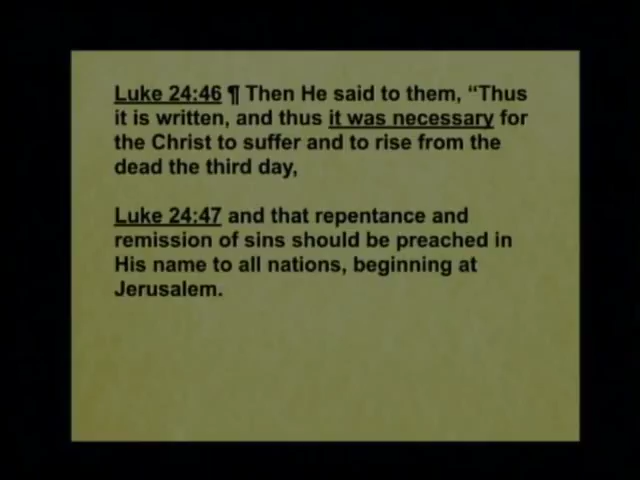 Luke 24:46 ¶ Then He said to them, “Thus
it is written, and thus it was necessary for
the Christ to suffer and to rise from the
dead the third day,
Luke 24:47 and that repentance and
remission of sins should be preached in
His name to all nations, beginning at
Jerusalem.